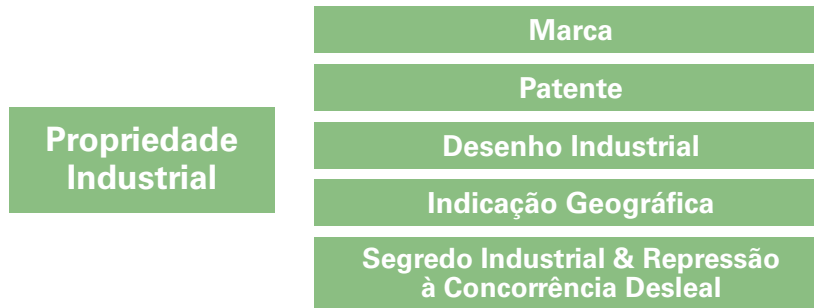 Propriedade
Industrial
Marca
Patente
Desenho Industrial
Indicação Geográfica
Segredo Industrial & Repressão
à Concorrência Desleal